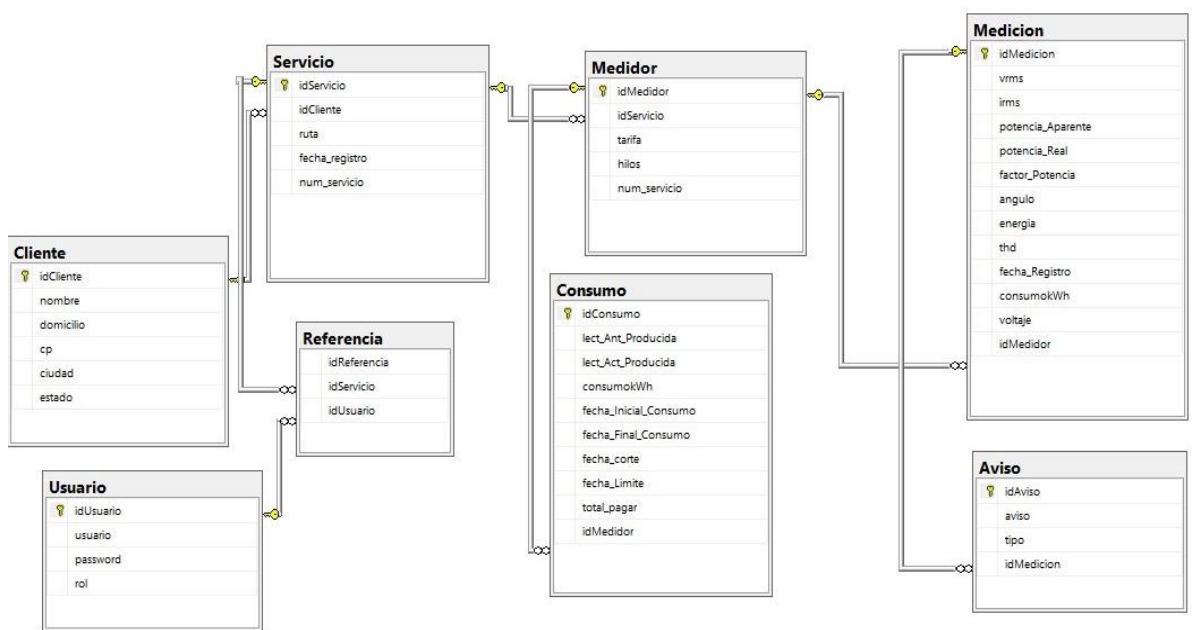 Servicio
idServicio
idCliente
ruta
fecha_registro
num_servicio
Medidor
idMedidor
idServicio
tarifa
hilos
num_servicio
Medicion
idMedicion
vrms
irms
potencia_Aparente
potencia_Real
factor_Potencia
angulo
energia
thd
fecha_Registro
consumokWh
voltaje
idMedidor
Cliente
idCliente
nombre
domicilio
cp
ciudad
estado
Referencia
idReferencia
idServicio
idUsuario
Consumo
idConsumo
lect_Ant_Producida
lect_Act_Producida
consumokWh
fecha_Inicial_Consumo
fecha_Final_Consumo
fecha_corte
fecha_Limite
total_pagar
idMedidor
Usuario
idUsuario
usuario
password
rol
Aviso
idAviso
aviso
tipo
idMedicion